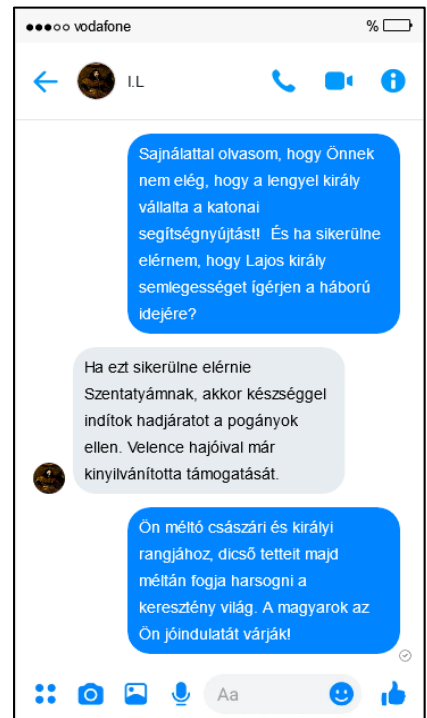 vodafone
%
I.L
Sajnálattal olvasom, hogy Önnek
nem elég, hogy a lengyel király
vállalta a katonai
segítségnyújtást!  És ha sikerülne
elérnem, hogy Lajos király
semlegességet ígérjen a háború
idejére?
Ha ezt sikerülne elérnie
Szentatyámnak, akkor készséggel
indítok hadjáratot a pogányok
ellen. Velence hajóival már
kinyilvánította támogatását.
Ön méltó császári és királyi
rangjához, dicső tetteit majd
méltán fogja harsogni a
keresztény világ. A magyarok az
Ön jóindulatát várják!
Aa